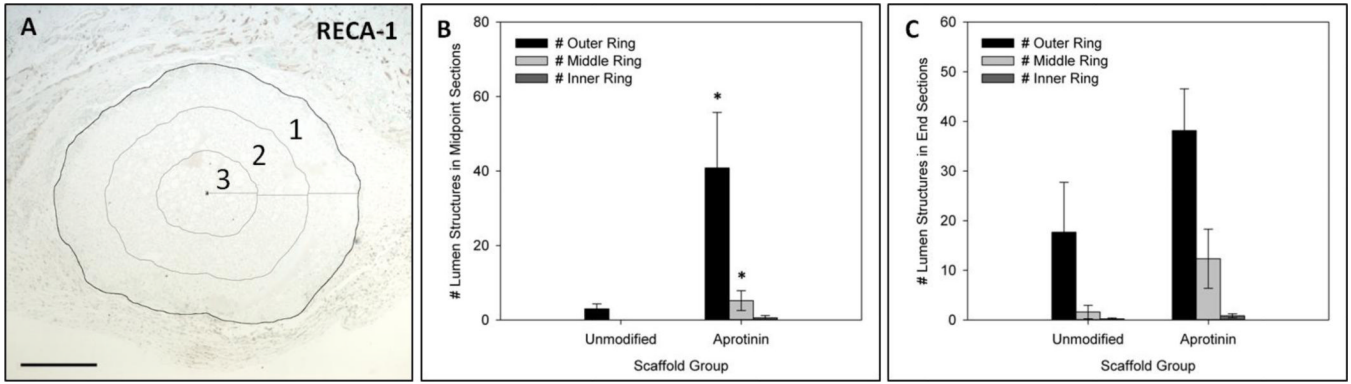 A
RECA-1
1
2
3
B
# Lumen Structures in Midpoint Sections
80
60
40
20
0
# Outer Ring
# Middle Ring
# Inner Ring
*
*
Unmodified
Aprotinin
Scaffold Group
C
# Lumen Structures in End Sections
60
50
40
30
20
10
0
# Outer Ring
# Middle Ring
# Inner Ring
Unmodified
Aprotinin
Scaffold Group